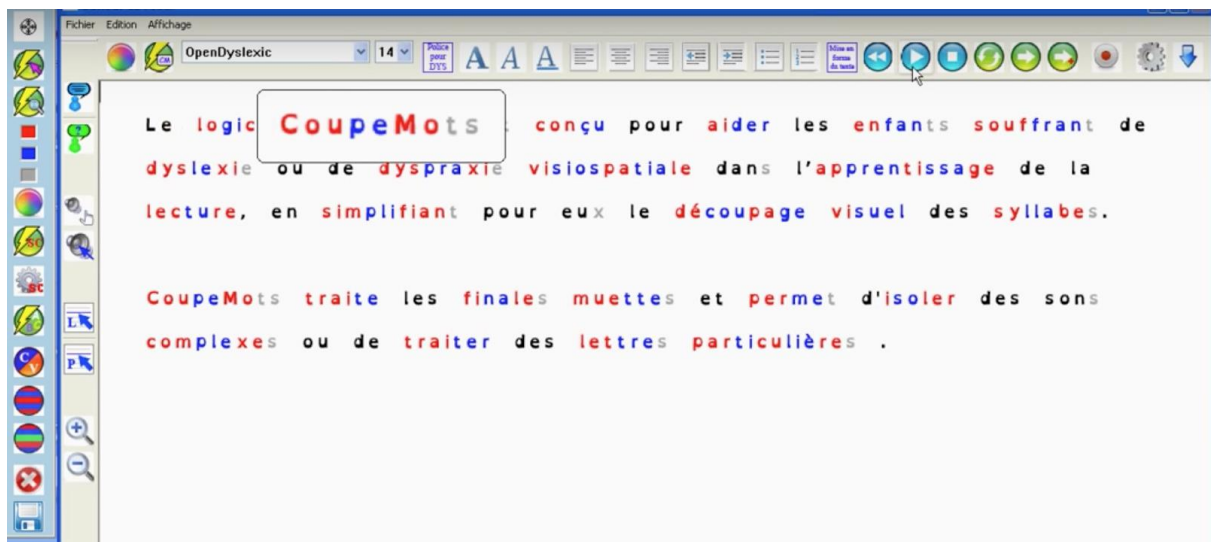 Fichier Edition Affichage
OpenDyslexic 14 Police pour DYS A A A Mise en forme du texte
Le logic CoupeMots conçu pour aider les enfants souffrant de
dyslexie ou de dyspraxie visiospatiale dans l’apprentissage de la
lecture, en simplifiant pour eux le découpage visuel des syllabes.
CoupeMots traite les finales muettes et permet d'isoler des sons
complexes ou de traiter des lettres particulières .
CM
SC
SC
C V
L
P